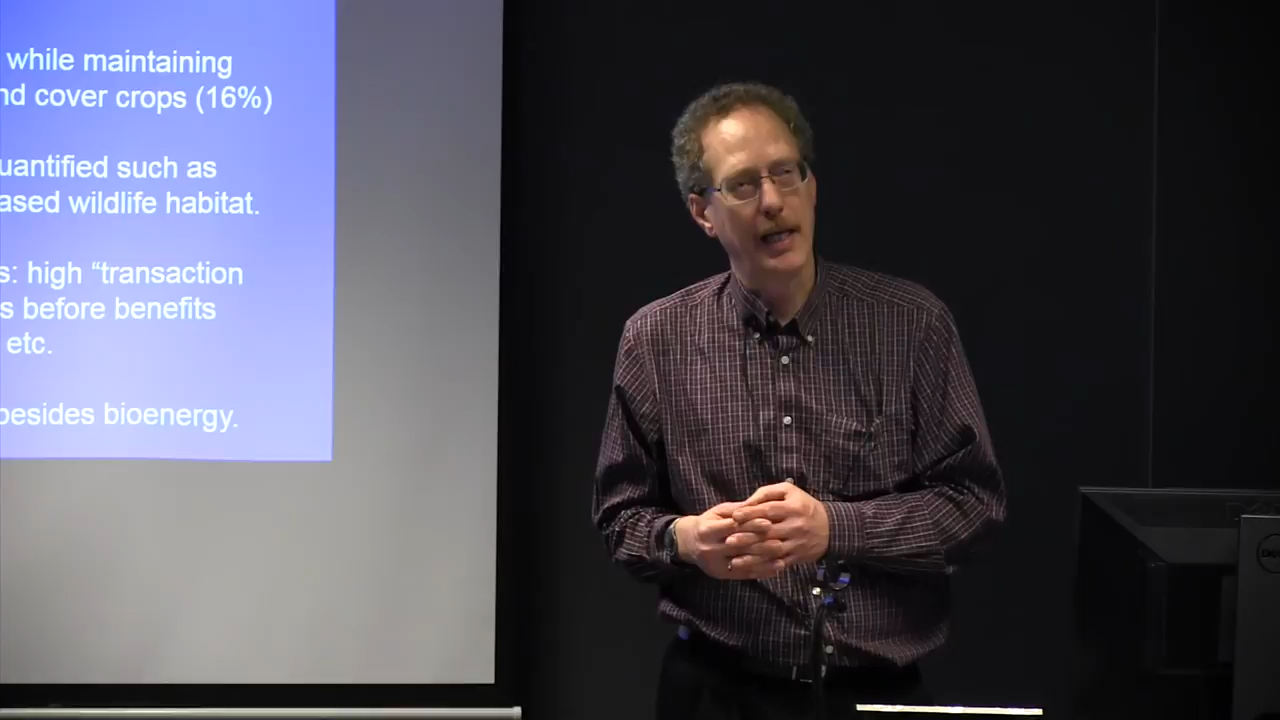 while maintaining
nd cover crops (16%)
uantified such as
ased wildlife habitat.
s: high “transaction
s before benefits
etc.
besides bioenergy.